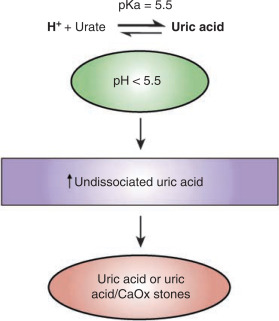 pKa = 5.5
H⁺ + Urate ⇌ Uric acid
pH < 5.5
↑Undissociated uric acid
Uric acid or uric
acid/CaOx stones